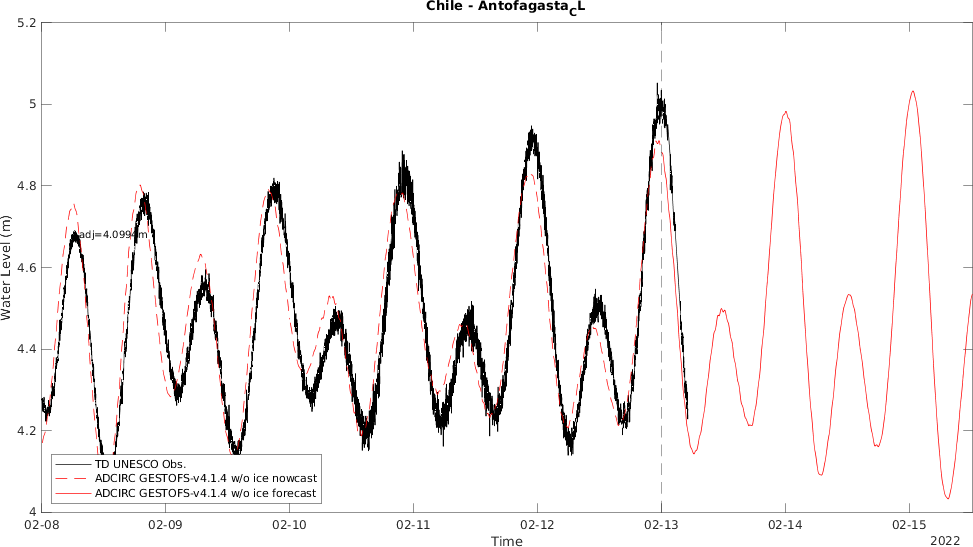 Chile - Antofagasta_CL
5.2
5
4.8
4.6
4.4
4.2
4
Water Level (m)
adj=4.0994m
TD UNESCO Obs.
ADCIRC GESTOFS-v4.1.4 w/o ice nowcast
ADCIRC GESTOFS-v4.1.4 w/o ice forecast
02-08 02-09 02-10 02-11 02-12 02-13 02-14 02-15
Time
2022